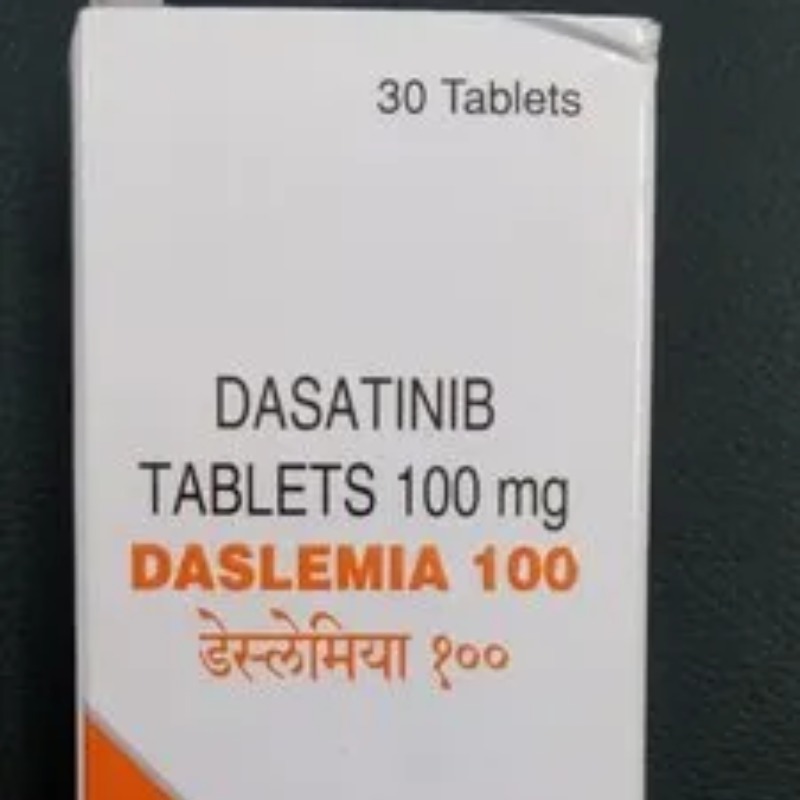 30 Tablets
DASATINIB
TABLETS 100 mg
DASLEMIA 100
डेस्लेमिया १००